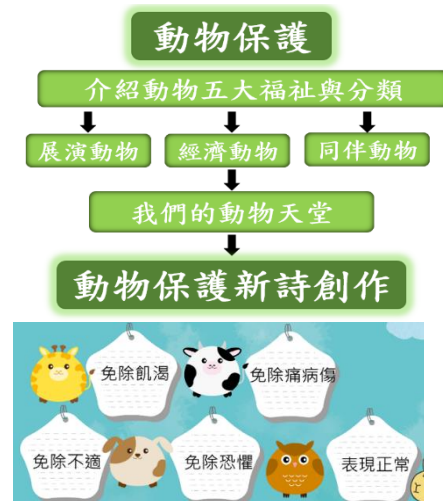 動物保護
介紹動物五大福祉與分類
展演動物 經濟動物 同伴動物
我們的動物天堂
動物保護新詩創作
免除飢渴 免除痛病傷
免除不適 免除恐懼 表現正常